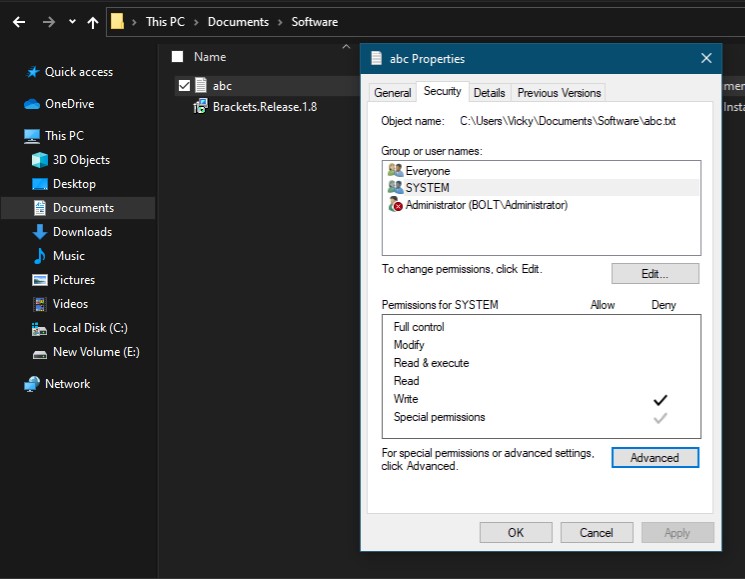 This PC > Documents > Software
Name
Quick access
OneDrive
This PC
3D Objects
Desktop
Documents
Downloads
Music
Pictures
Videos
Local Disk (C:)
New Volume (E:)
Network
abc
Brackets.Release.1.8
abc Properties
General Security Details Previous Versions
Object name: C:\Users\Vicky\Documents\Software\abc.txt
Group or user names:
Everyone
SYSTEM
Administrator (BOLT\Administrator)
To change permissions, click Edit.
Edit...
Permissions for SYSTEM Allow Deny
Full control
Modify
Read & execute
Read
Write
Special permissions
For special permissions or advanced settings,
click Advanced.
Advanced
OK Cancel Apply